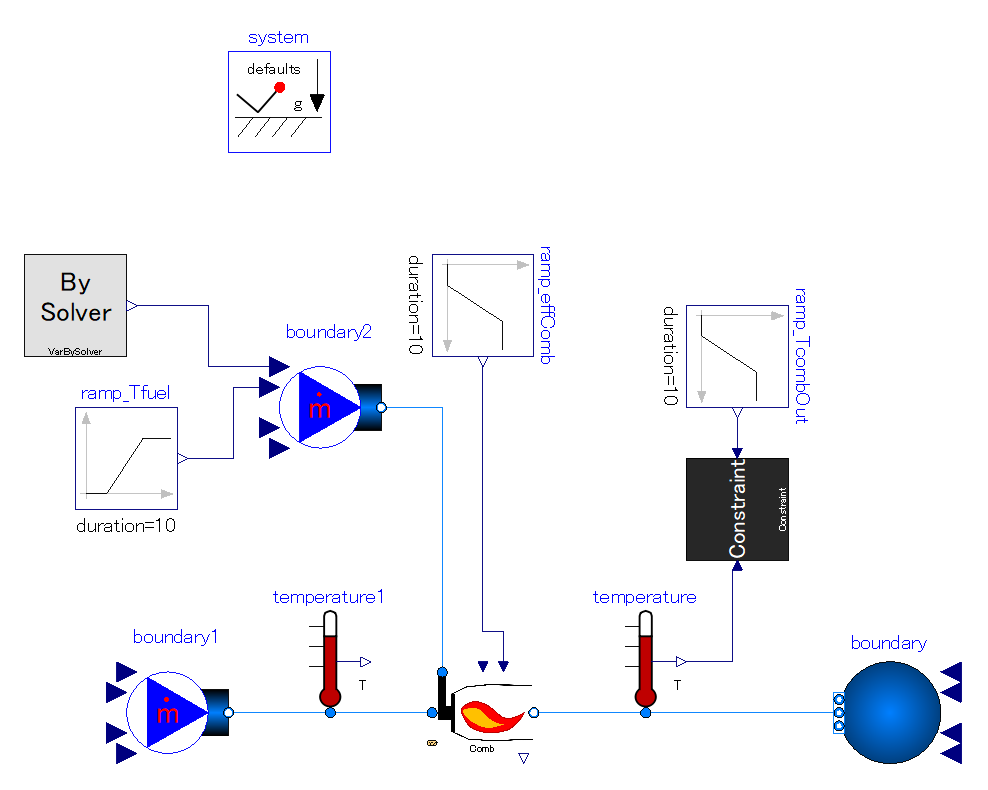 system
defaults
g
By
Solver
VarBySolver
boundary2
ṁ
ramp_Tfuel
duration=10
duration=10
ramp_effComb
duration=10
ramp_TcombOut
Constraint
Constraint
temperature1
T
temperature
T
boundary1
ṁ
Comb
boundary